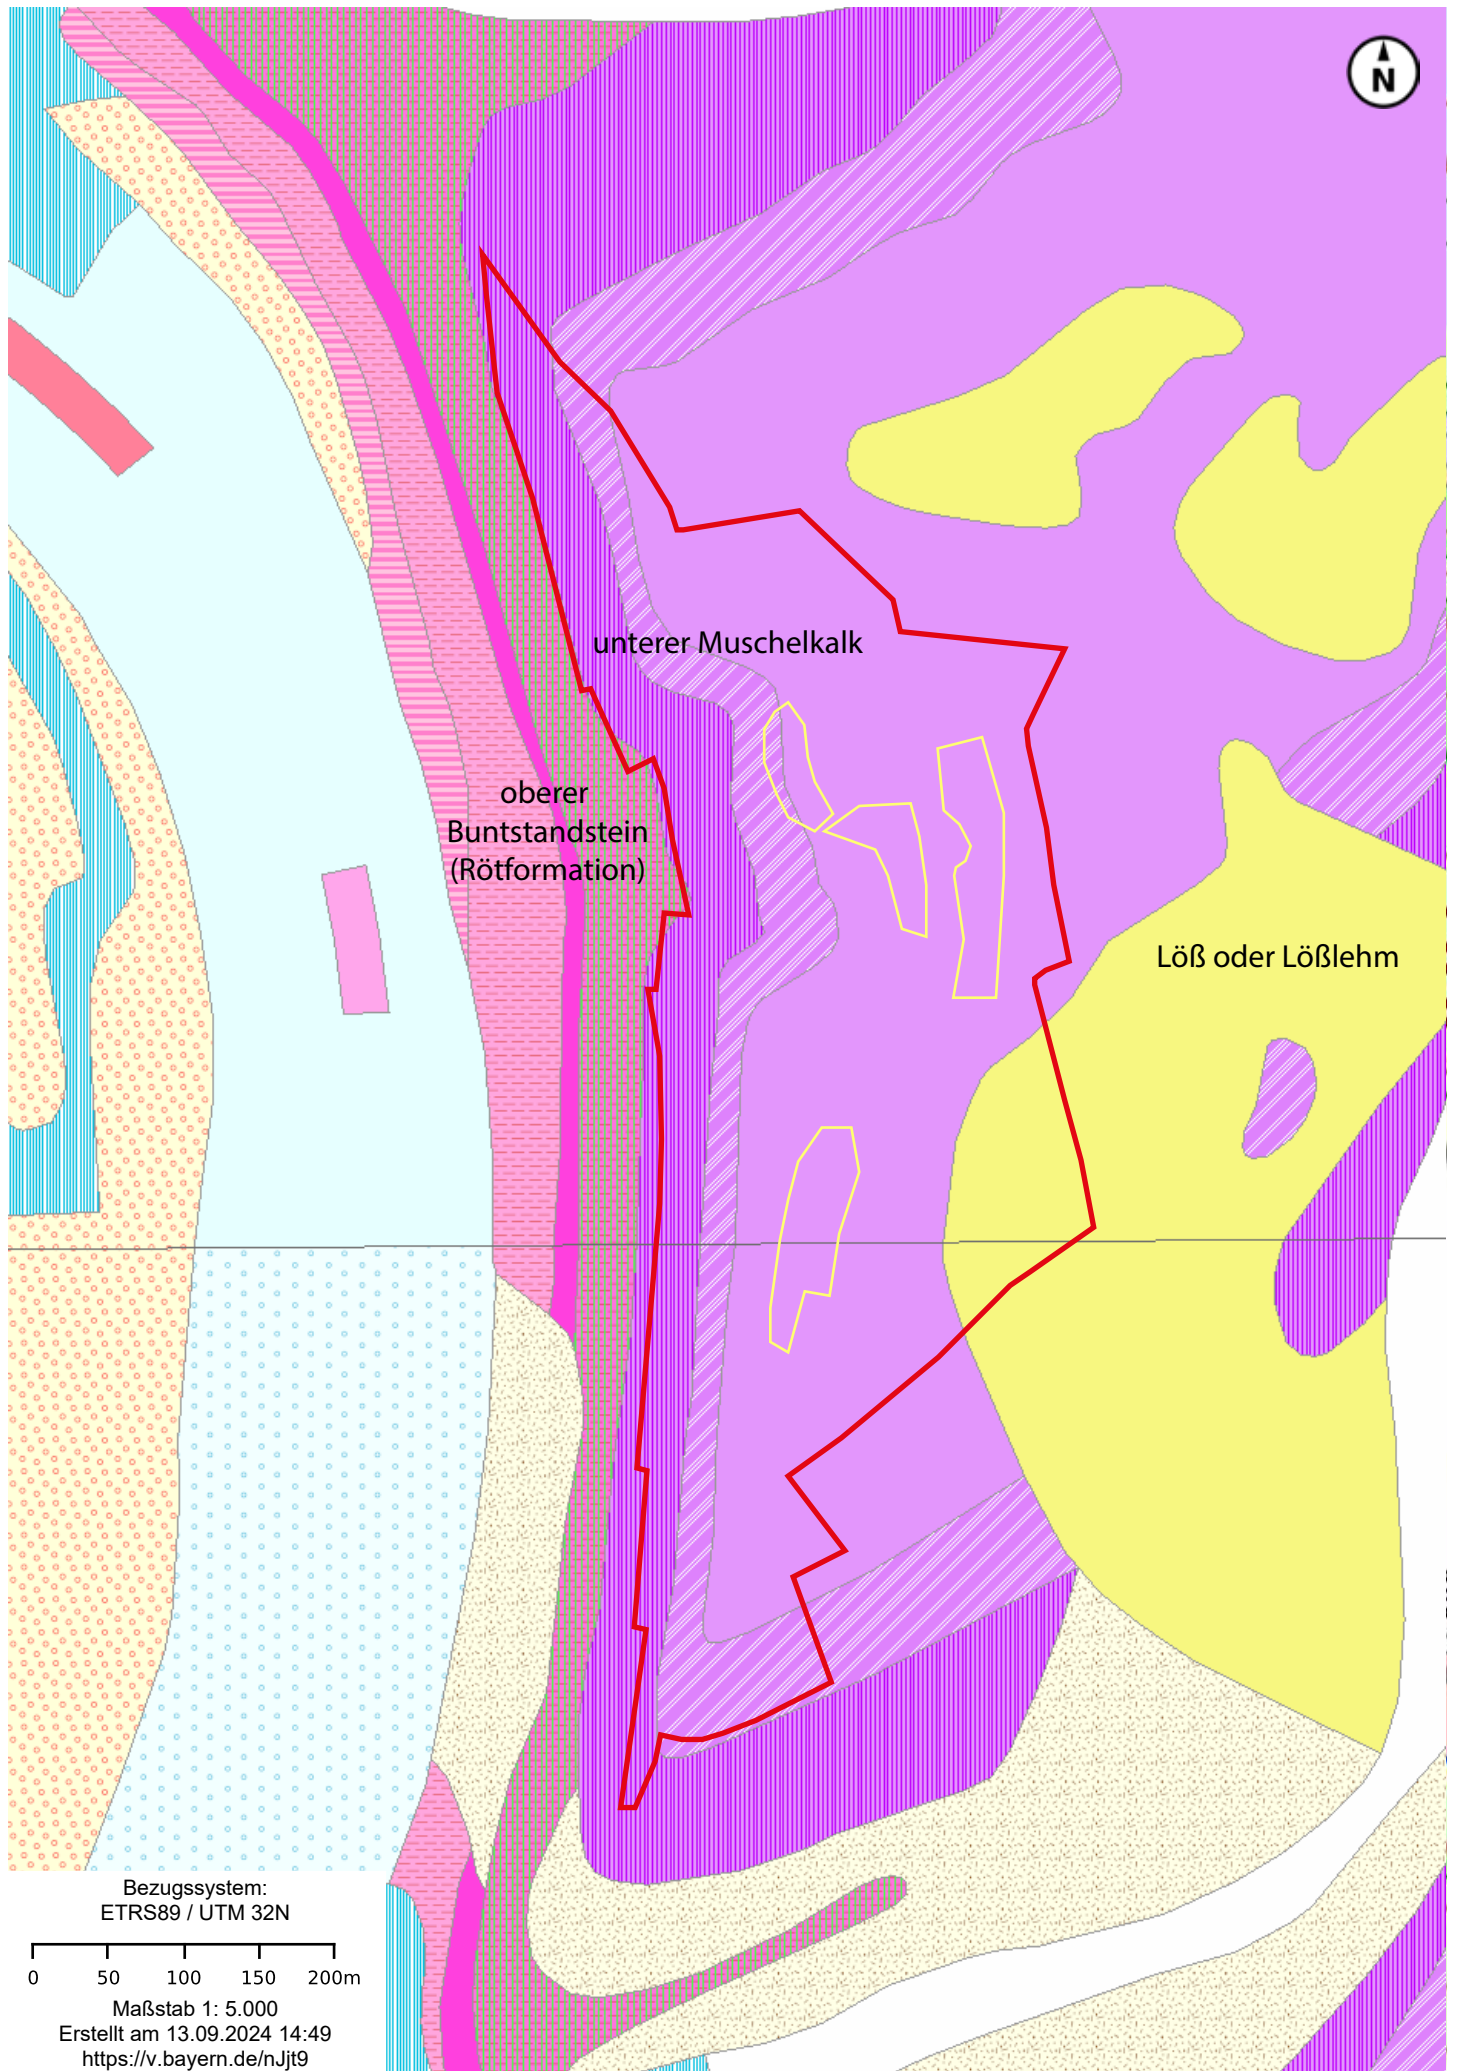 N
unterer Muschelkalk
oberer
Buntstandstein
(Rötformation)
Löß oder Lößlehm
Bezugssystem:
ETRS89 / UTM 32N
0 50 100 150 200m
Maßstab 1: 5.000
Erstellt am 13.09.2024 14:49
https://v.bayern.de/nJjt9